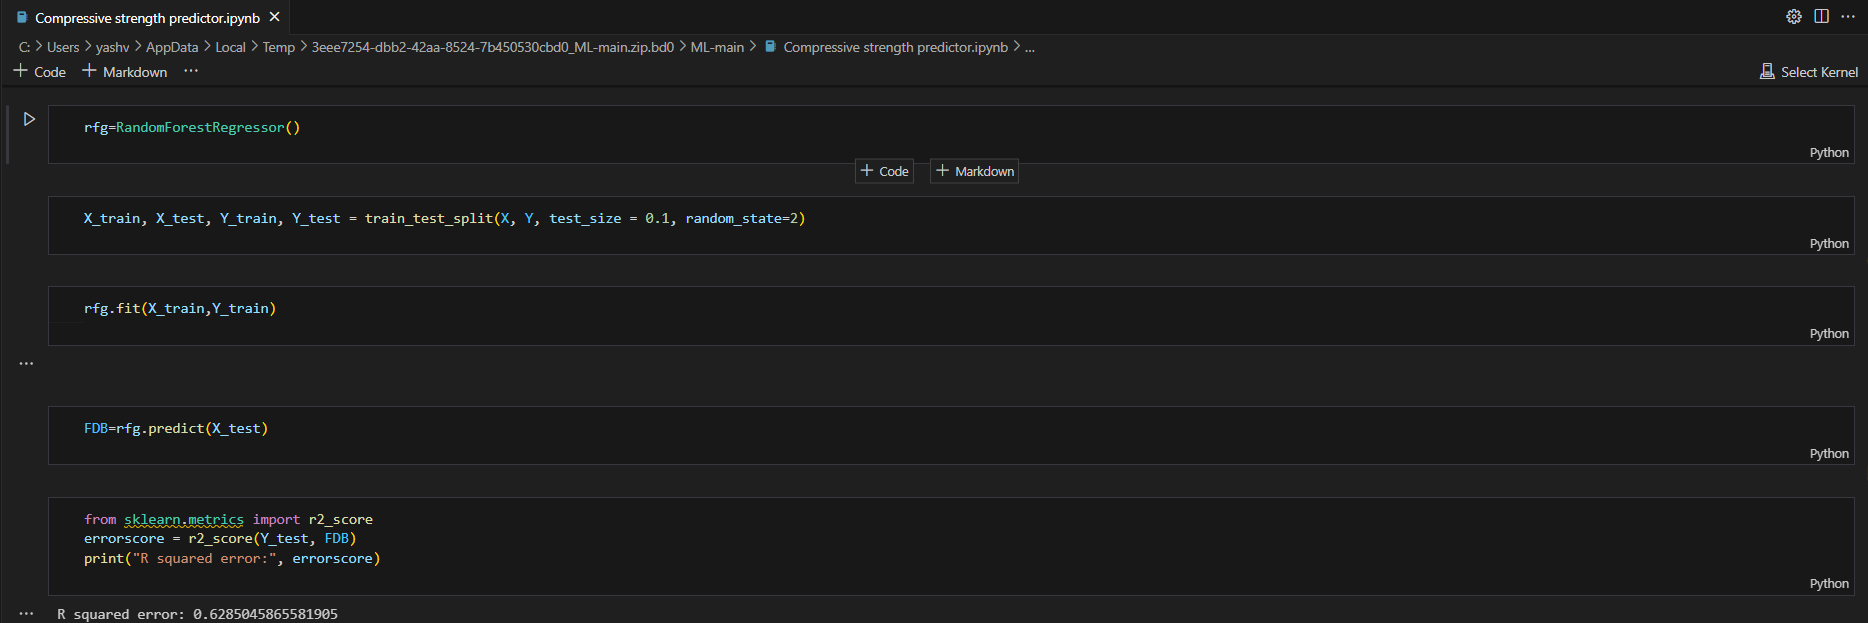 Compressive strength predictor.ipynb
C: > Users > yashv > AppData > Local > Temp > 3eee7254-dbb2-42aa-8524-7b450530cbd0_ML-main.zip.bd0 > ML-main > Compressive strength predictor.ipynb > ...
+ Code + Markdown ...
Select Kernel
rfg=RandomForestRegressor()
Python
+ Code + Markdown
X_train, X_test, Y_train, Y_test = train_test_split(X, Y, test_size = 0.1, random_state=2)
Python
rfg.fit(X_train,Y_train)
Python
...
FDB=rfg.predict(X_test)
Python
from sklearn.metrics import r2_score
errorscore = r2_score(Y_test, FDB)
print("R squared error:", errorscore)
Python
... R squared error: 0.6285045865581905